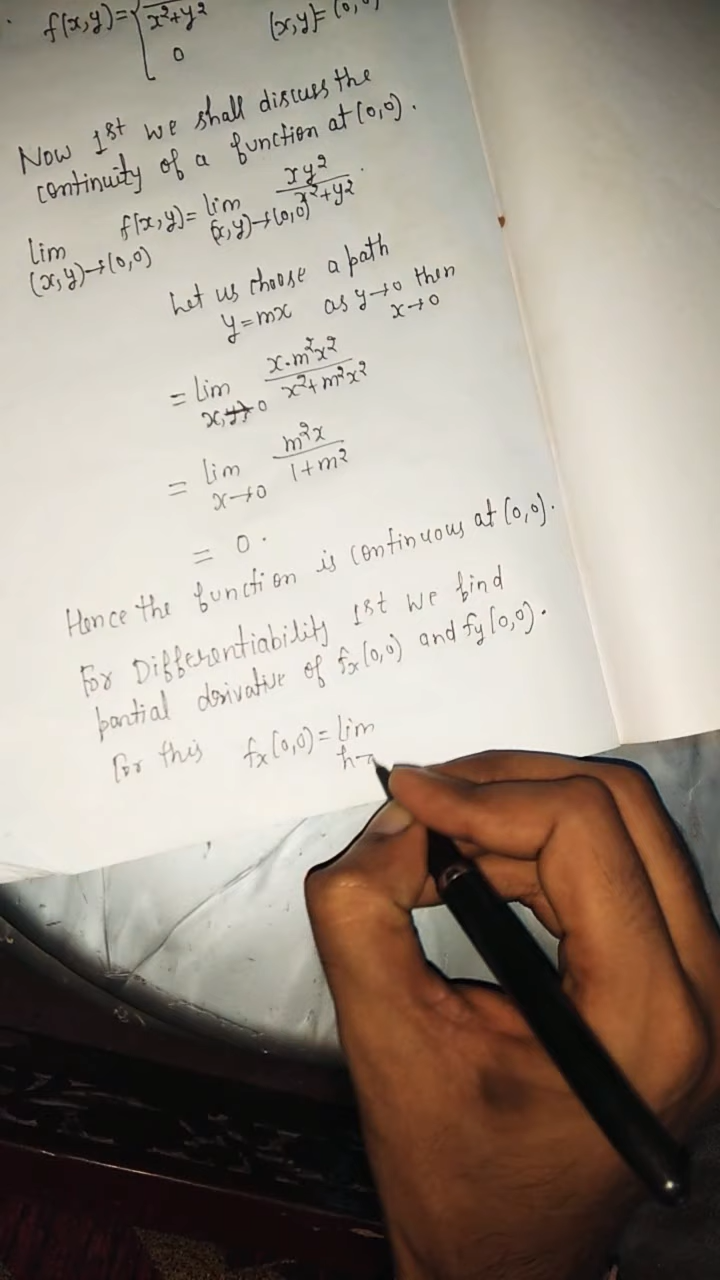 f(x,y)={ /x²+y² (x,y)=(0,0)
0
Now 1st we shall discuss the
continuity of a function at (0,0).
lim (x,y)→(0,0) f(x,y)= lim (x,y)→(0,0) xy²/x²+y².
Let us choose a path
y=mx as y→0 then x→0
= lim x→0 x.m²x²/x²+m²x²
= lim x→0 m²x/1+m²
= 0.
Hence the function is continuous at (0,0).
For Differentiability 1st we find
partial derivative of fx(0,0) and fy(0,0).
For this fx(0,0)= lim h→